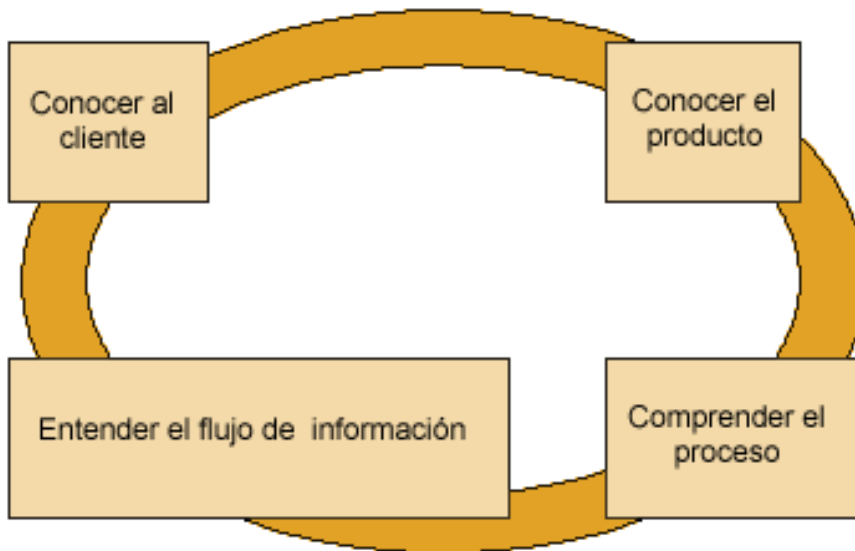 Conocer al
cliente
Conocer el
producto
Entender el flujo de información
Comprender el
proceso